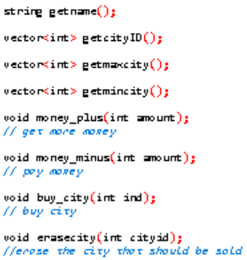 string getname();
vector<int> getcityID();
vector<int> getmaxcity();
vector<int> getmincity();
void money_plus(int amount);
// get more money
void money_minus(int amount);
// pay money
void buy_city(int ind);
// buy city
void erasecity(int cityid);
//erase the city that should be sold